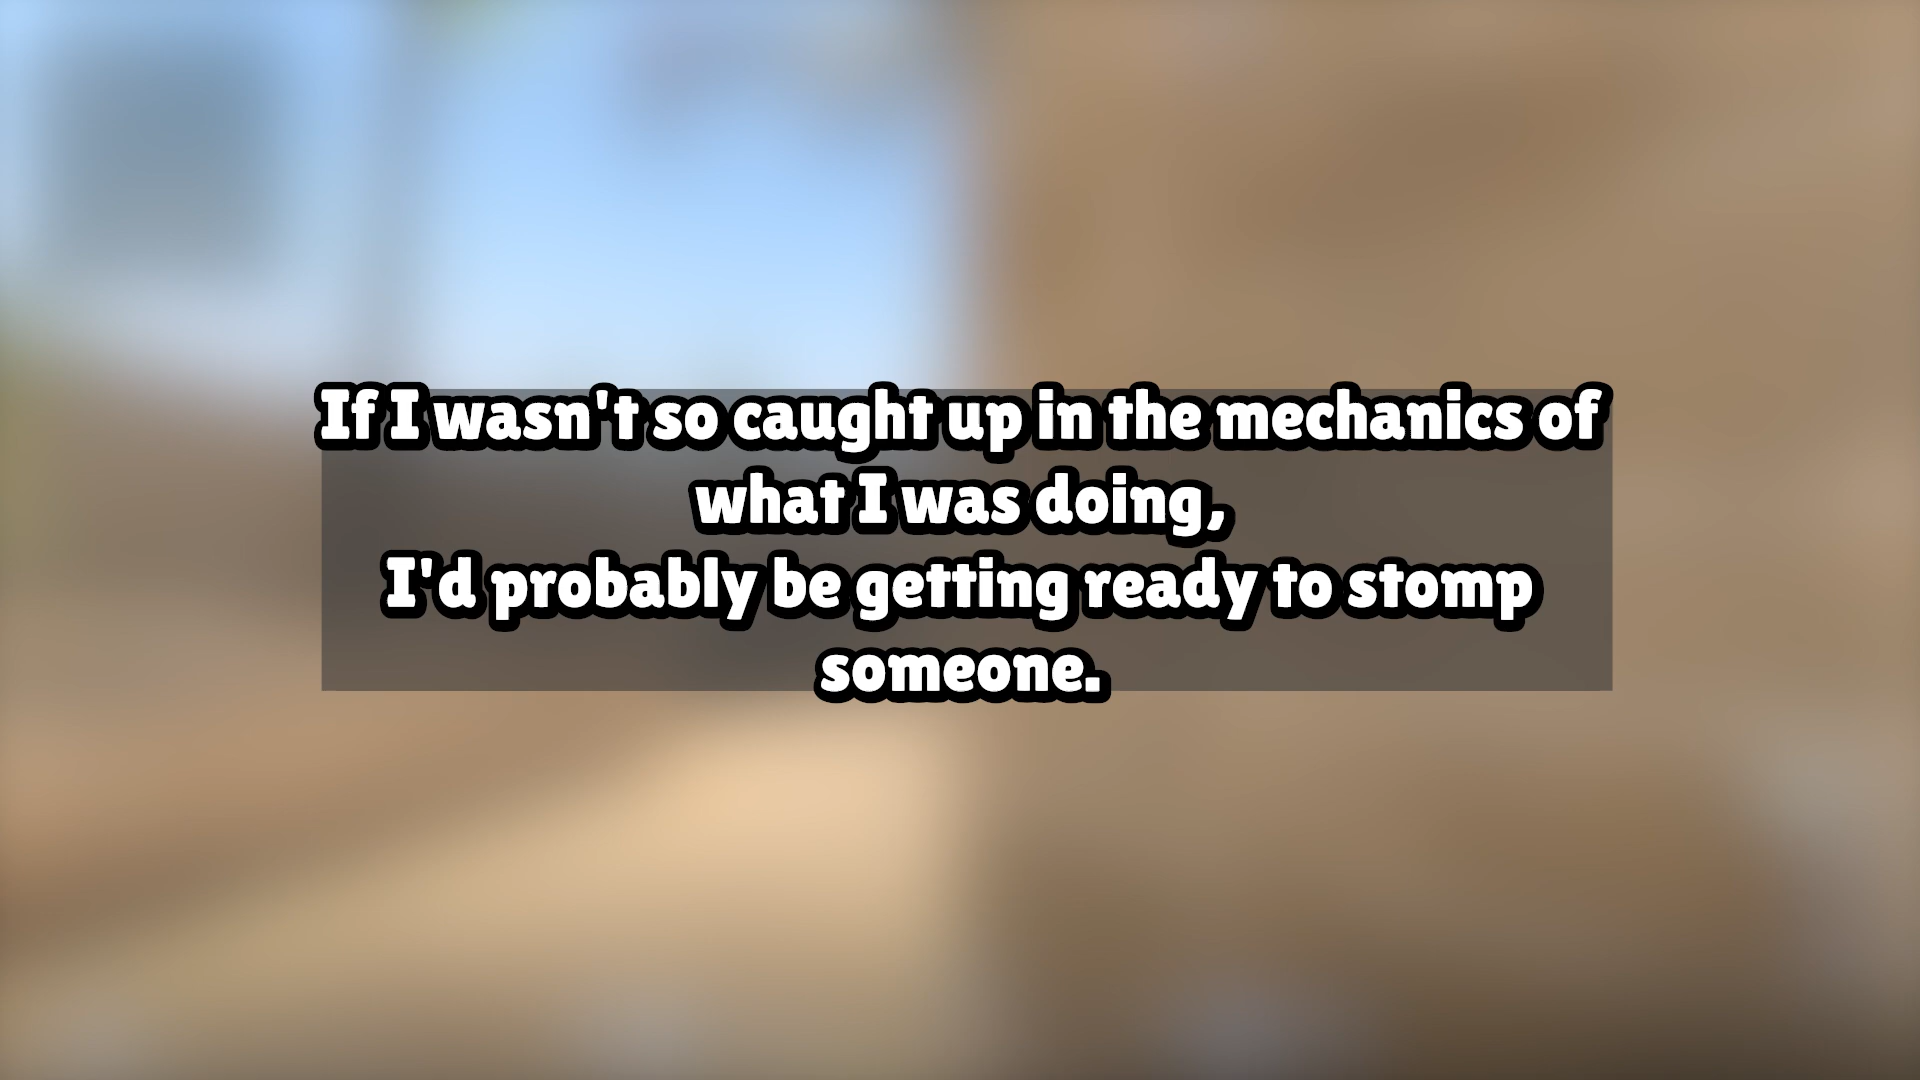 If I wasn't so caught up in the mechanics of
what I was doing,
I'd probably be getting ready to stomp
someone.